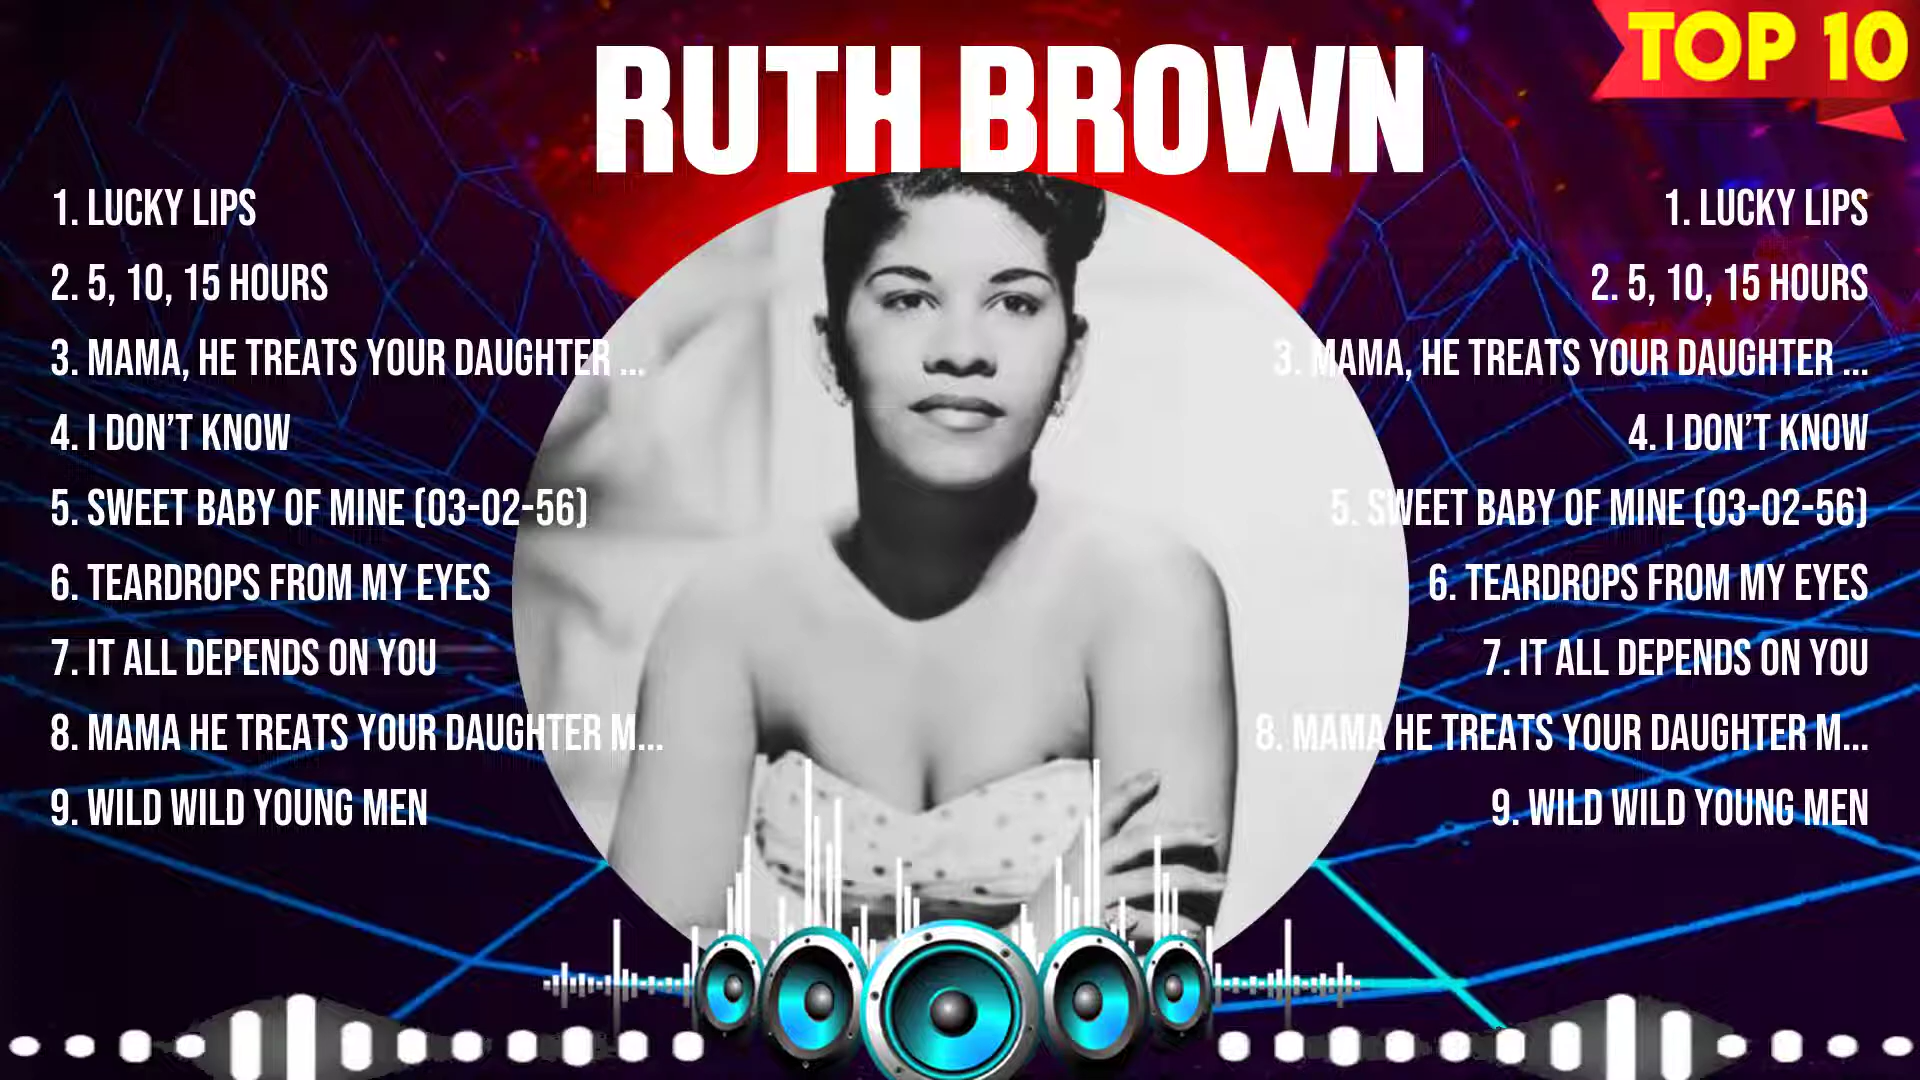 TOP 10
RUTH BROWN
1. LUCKY LIPS
2. 5, 10, 15 HOURS
3. MAMA, HE TREATS YOUR DAUGHTER ...
4. I DON’T KNOW
5. SWEET BABY OF MINE (03-02-56)
6. TEARDROPS FROM MY EYES
7. IT ALL DEPENDS ON YOU
8. MAMA HE TREATS YOUR DAUGHTER M...
9. WILD WILD YOUNG MEN
1. LUCKY LIPS
2. 5, 10, 15 HOURS
3. MAMA, HE TREATS YOUR DAUGHTER ...
4. I DON’T KNOW
5. SWEET BABY OF MINE (03-02-56)
6. TEARDROPS FROM MY EYES
7. IT ALL DEPENDS ON YOU
8. MAMA HE TREATS YOUR DAUGHTER M...
9. WILD WILD YOUNG MEN